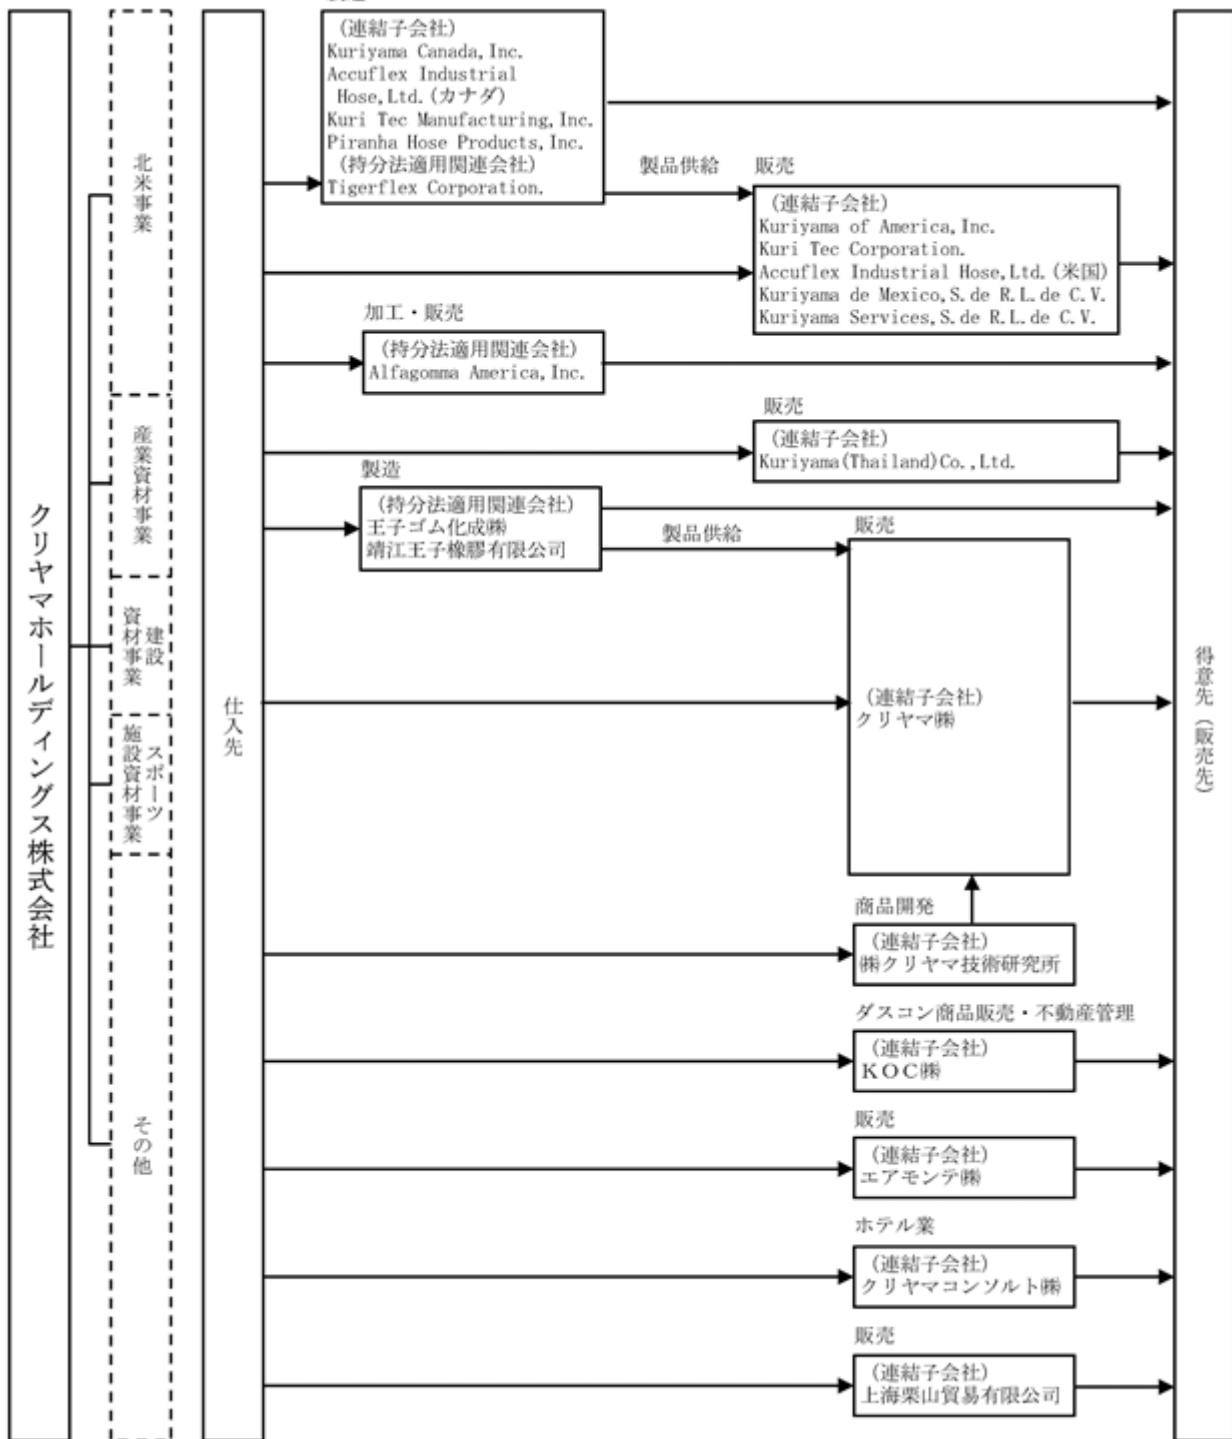 クリヤマホールディングス株式会社
北米事業
産業資材事業
建設
資材事業
スポーツ
施設資材事業
その他
仕入先
(連結子会社)
Kuriyama Canada,Inc.
Accuflex Industrial
Hose,Ltd.(カナダ)
Kuri Tec Manufacturing,Inc.
Piranha Hose Products,Inc.
(持分法適用関連会社)
Tigerflex Corporation.
製品供給
販売
(連結子会社)
Kuriyama of America,Inc.
Kuri Tec Corporation.
Accuflex Industrial Hose,Ltd.(米国)
Kuriyama de Mexico,S.de R.L.de C.V.
Kuriyama Services,S.de R.L.de C.V.
加工・販売
(持分法適用関連会社)
Alfagomma America,Inc.
販売
(連結子会社)
Kuriyama(Thailand)Co.,Ltd.
製造
(持分法適用関連会社)
王子ゴム化成㈱
靖江王子橡膠有限公司
製品供給
販売
(連結子会社)
クリヤマ㈱
商品開発
(連結子会社)
㈱クリヤマ技術研究所
ダスコン商品販売・不動産管理
(連結子会社)
KOC㈱
販売
(連結子会社)
エアモンテ㈱
ホテル業
(連結子会社)
クリヤマコンソルト㈱
販売
(連結子会社)
上海栗山貿易有限公司
得意先(販売先)